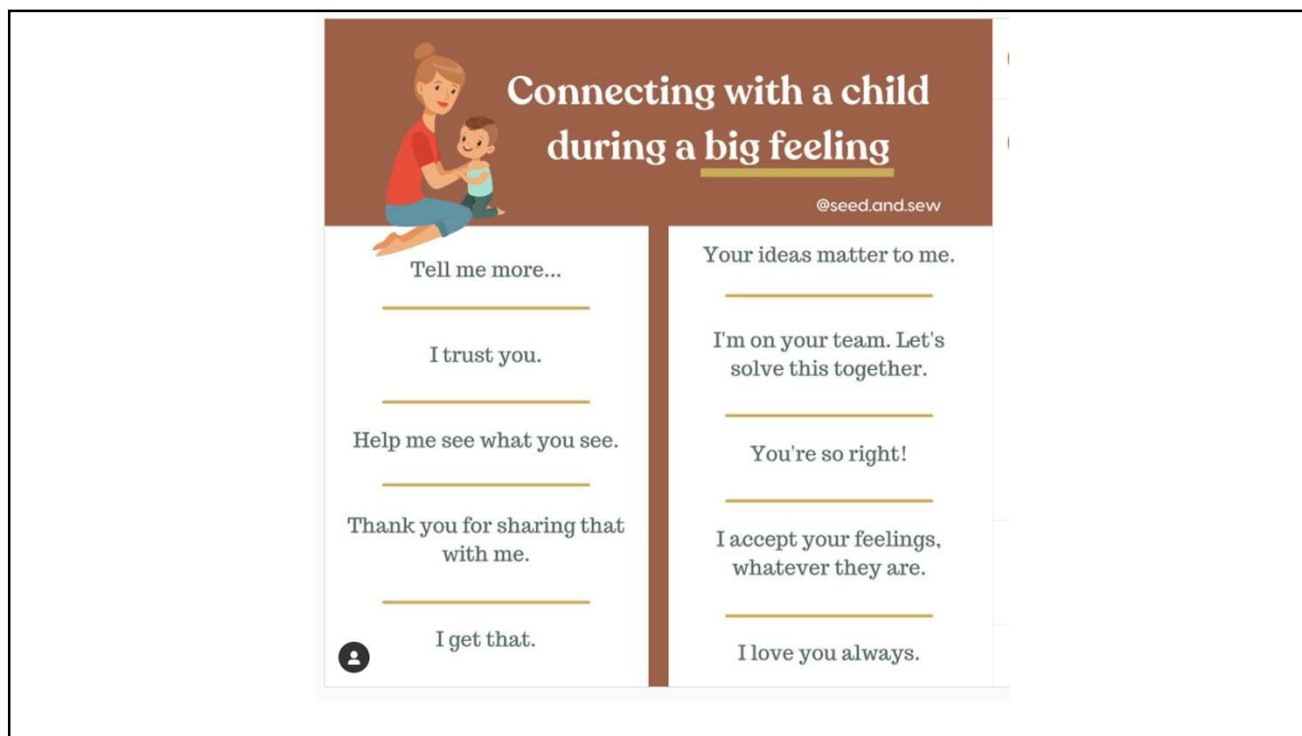 Connecting with a child
during a big feeling
@seed.and.sew
Tell me more...
I trust you.
Help me see what you see.
Thank you for sharing that
with me.
I get that.
Your ideas matter to me.
I'm on your team. Let's
solve this together.
You're so right!
I accept your feelings,
whatever they are.
I love you always.